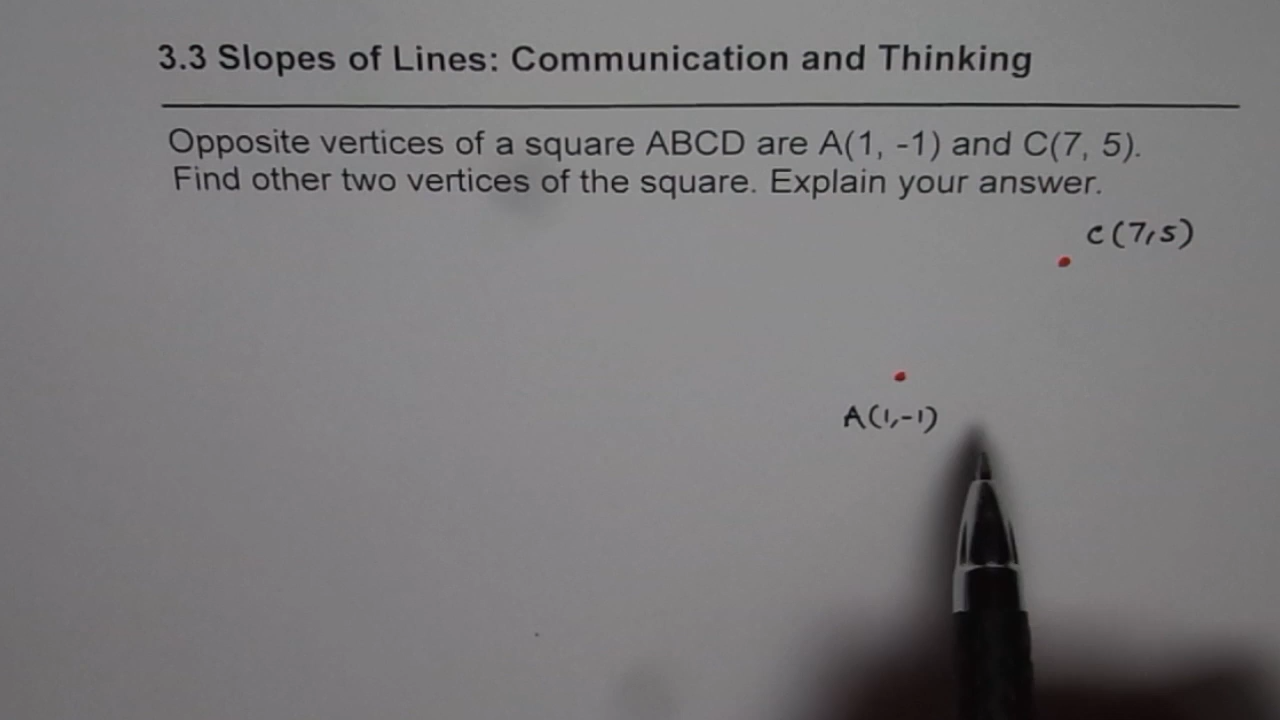 3.3 Slopes of Lines: Communication and Thinking
Opposite vertices of a square ABCD are A(1, -1) and C(7, 5).
Find other two vertices of the square. Explain your answer.
C(7,5)
A(1,-1)